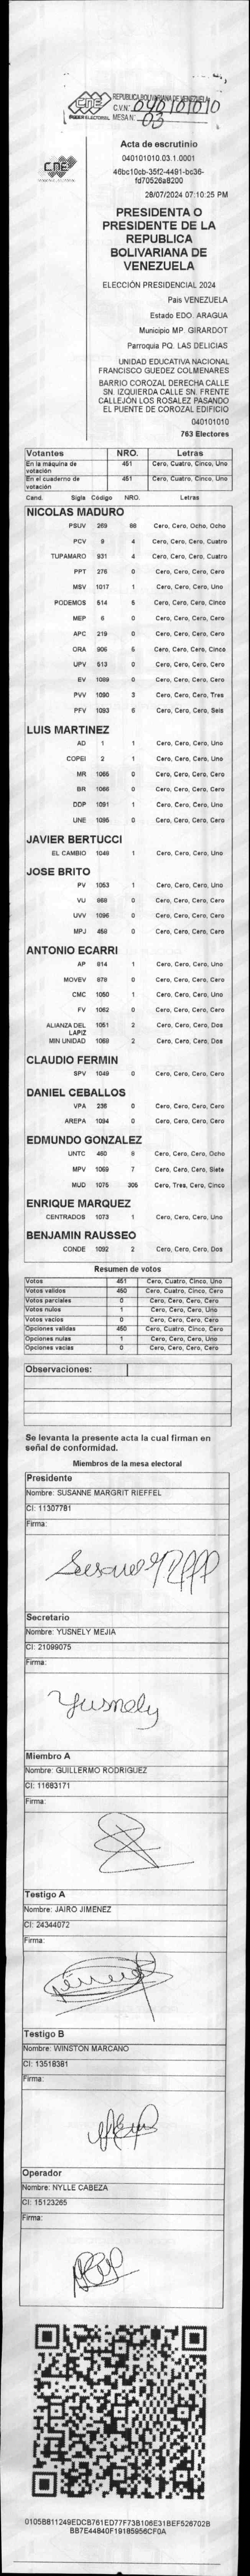 CNE
PODER ELECTORAL
REPUBLICA BOLIVARIANA DE VENEZUELA
C.V.N°: 040101010
MESA N°: 03
CNE
Acta de escrutinio
040101010.03.1.0001
46bc10cb-35f2-4491-bc36-
fd70526a8200
28/07/2024 07:10:25 PM
PRESIDENTA O
PRESIDENTE DE LA
REPUBLICA
BOLIVARIANA DE
VENEZUELA
ELECCIÓN PRESIDENCIAL 2024
Pais VENEZUELA
Estado EDO. ARAGUA
Municipio MP. GIRARDOT
Parroquia PQ. LAS DELICIAS
UNIDAD EDUCATIVA NACIONAL
FRANCISCO GUEDEZ COLMENARES
BARRIO COROZAL DERECHA CALLE
SN. IZQUIERDA CALLE SN. FRENTE
CALLEJÓN LOS ROSALEZ PASANDO
EL PUENTE DE COROZAL EDIFICIO
040101010
763 Electores
Votantes NRO. Letras
En la máquina de votación 451 Cero, Cuatro, Cinco, Uno
En el cuaderno de votación 451 Cero, Cuatro, Cinco, Uno
Cand. Sigla Código NRO. Letras
NICOLAS MADURO
PSUV 269 88 Cero, Cero, Ocho, Ocho
PCV 9 4 Cero, Cero, Cero, Cuatro
TUPAMARO 931 4 Cero, Cero, Cero, Cuatro
PPT 276 0 Cero, Cero, Cero, Cero
MSV 1017 1 Cero, Cero, Cero, Uno
PODEMOS 514 5 Cero, Cero, Cero, Cinco
MEP 6 0 Cero, Cero, Cero, Cero
APC 219 0 Cero, Cero, Cero, Cero
ORA 906 5 Cero, Cero, Cero, Cinco
UPV 513 0 Cero, Cero, Cero, Cero
EV 1089 0 Cero, Cero, Cero, Cero
PVV 1090 3 Cero, Cero, Cero, Tres
PFV 1093 6 Cero, Cero, Cero, Seis
LUIS MARTINEZ
AD 1 1 Cero, Cero, Cero, Uno
COPEI 2 1 Cero, Cero, Cero, Uno
MR 1065 0 Cero, Cero, Cero, Cero
BR 1066 0 Cero, Cero, Cero, Cero
DDP 1091 1 Cero, Cero, Cero, Uno
UNE 1095 0 Cero, Cero, Cero, Cero
JAVIER BERTUCCI
EL CAMBIO 1048 1 Cero, Cero, Cero, Uno
JOSE BRITO
PV 1053 1 Cero, Cero, Cero, Uno
VU 668 0 Cero, Cero, Cero, Cero
UVV 1096 0 Cero, Cero, Cero, Cero
MPJ 459 0 Cero, Cero, Cero, Cero
ANTONIO ECARRI
AP 914 1 Cero, Cero, Cero, Uno
MOVEV 978 0 Cero, Cero, Cero, Cero
CMC 1050 1 Cero, Cero, Cero, Uno
FV 1062 0 Cero, Cero, Cero, Cero
ALIANZA DEL LAPIZ 1051 2 Cero, Cero, Cero, Dos
MIN UNIDAD 1069 2 Cero, Cero, Cero, Dos
CLAUDIO FERMIN
SPV 1049 0 Cero, Cero, Cero, Cero
DANIEL CEBALLOS
VPA 236 0 Cero, Cero, Cero, Cero
AREPA 1094 0 Cero, Cero, Cero, Cero
EDMUNDO GONZALEZ
UNTC 460 8 Cero, Cero, Cero, Ocho
MPV 1069 7 Cero, Cero, Cero, Siete
MUD 1075 305 Cero, Tres, Cero, Cinco
ENRIQUE MARQUEZ
CENTRADOS 1073 1 Cero, Cero, Cero, Uno
BENJAMIN RAUSSEO
CONDE 1092 2 Cero, Cero, Cero, Dos
Resumen de votos
Votos 451 Cero, Cuatro, Cinco, Uno
Votos validos 450 Cero, Cuatro, Cinco, Cero
Votos parciales 0 Cero, Cero, Cero, Cero
Votos nulos 1 Cero, Cero, Cero, Uno
Votos vacios 0 Cero, Cero, Cero, Cero
Opciones validas 450 Cero, Cuatro, Cinco, Cero
Opciones nulas 1 Cero, Cero, Cero, Uno
Opciones vacias 0 Cero, Cero, Cero, Cero
Observaciones:
Se levanta la presente acta la cual firman en
señal de conformidad.
Miembros de la mesa electoral
Presidente
Nombre: SUSANNE MARGRIT RIEFFEL
CI: 11307781
Firma:
Secretario
Nombre: YUSNELY MEJIA
CI: 21099075
Firma:
Yusnely
Miembro A
Nombre: GUILLERMO RODRIGUEZ
CI: 11683171
Firma:
Testigo A
Nombre: JAIRO JIMENEZ
CI: 24344072
Firma:
Testigo B
Nombre: WINSTON MARCANO
CI: 13518381
Firma:
Operador
Nombre: NYLLE CABEZA
CI: 15123265
Firma:
0105B811249EDCB761ED77F73B106E31BEF526702B
BB7E44840F19185956CF0A